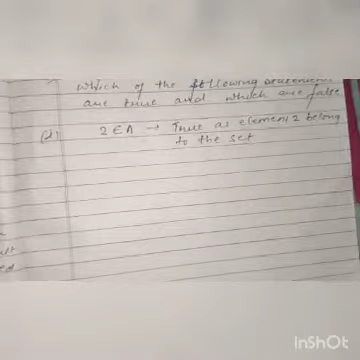 which of the following sentences
are true and which are false
(d) 2 ∈ A → True as element 2 belong
to the set
InShOt